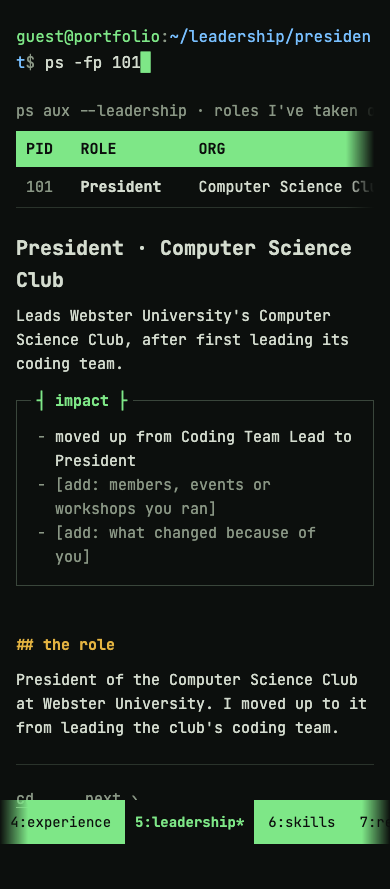 guest@portfolio:~/leadership/presiden
t$ ps -fp 101
ps aux --leadership · roles I've taken
PID ROLE ORG
101 President Computer Science
President · Computer Science
Club
Leads Webster University's Computer
Science Club, after first leading its
coding team.
impact
- moved up from Coding Team Lead to
President
- [add: members, events or
workshops you ran]
- [add: what changed because of
you]
## the role
President of the Computer Science Club
at Webster University. I moved up to it
from leading the club's coding team.
cd next ›
4:experience 5:leadership* 6:skills